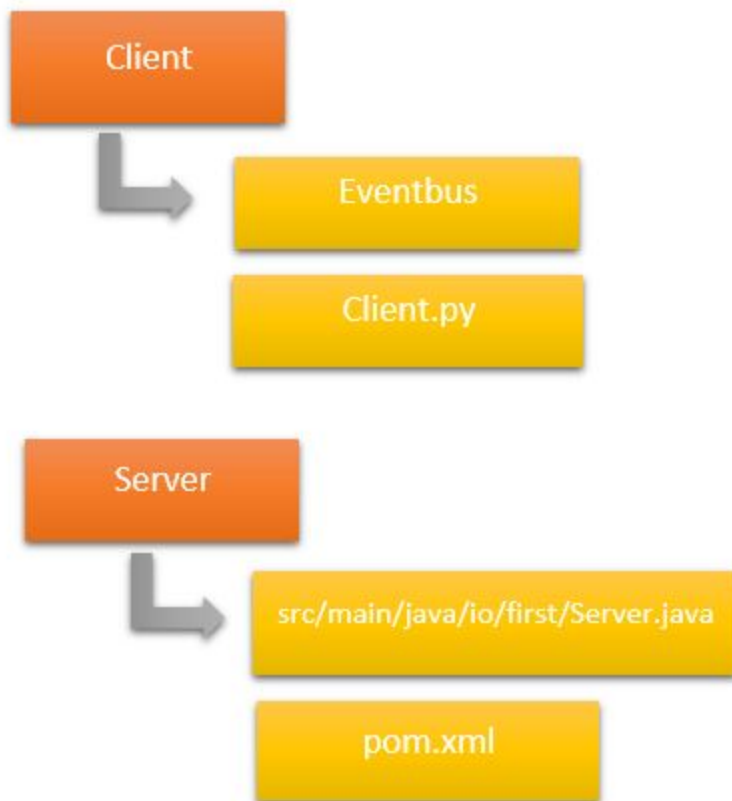 Client
Eventbus
Client.py
Server
src/main/java/io/first/Server.java
pom.xml